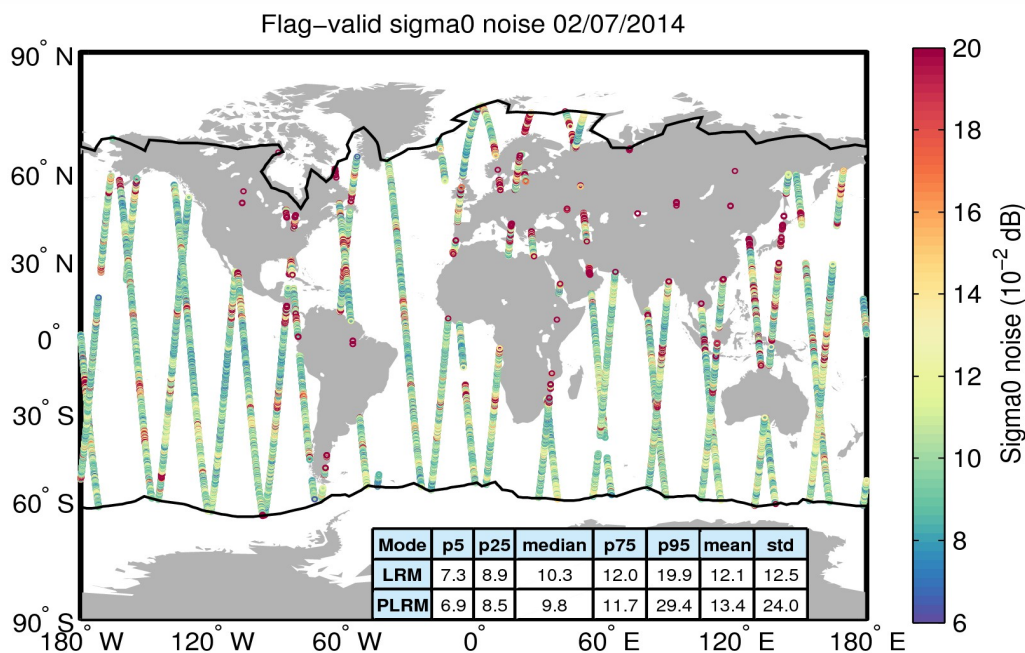 Flag−valid sigma0 noise 02/07/2014
90° N
60° N
30° N
0°
30° S
60° S
90° S
180° W
120° W
60° W
0°
60° E
120° E
180° E
Mode p5 p25 median p75 p95 mean std
LRM 7.3 8.9 10.3 12.0 19.9 12.1 12.5
PLRM 6.9 8.5 9.8 11.7 29.4 13.4 24.0
20
18
16
14
12
10
8
6
Sigma0 noise (10⁻² dB)